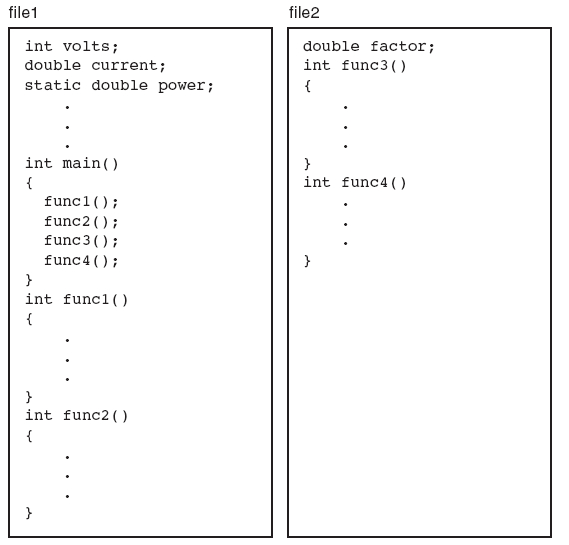 file1
int volts;
double current;
static double power;
.
.
.
int main()
{
func1();
func2();
func3();
func4();
}
int func1()
{
.
.
.
}
int func2()
{
.
.
.
}
file2
double factor;
int func3()
{
.
.
.
}
int func4()
.
.
.
}